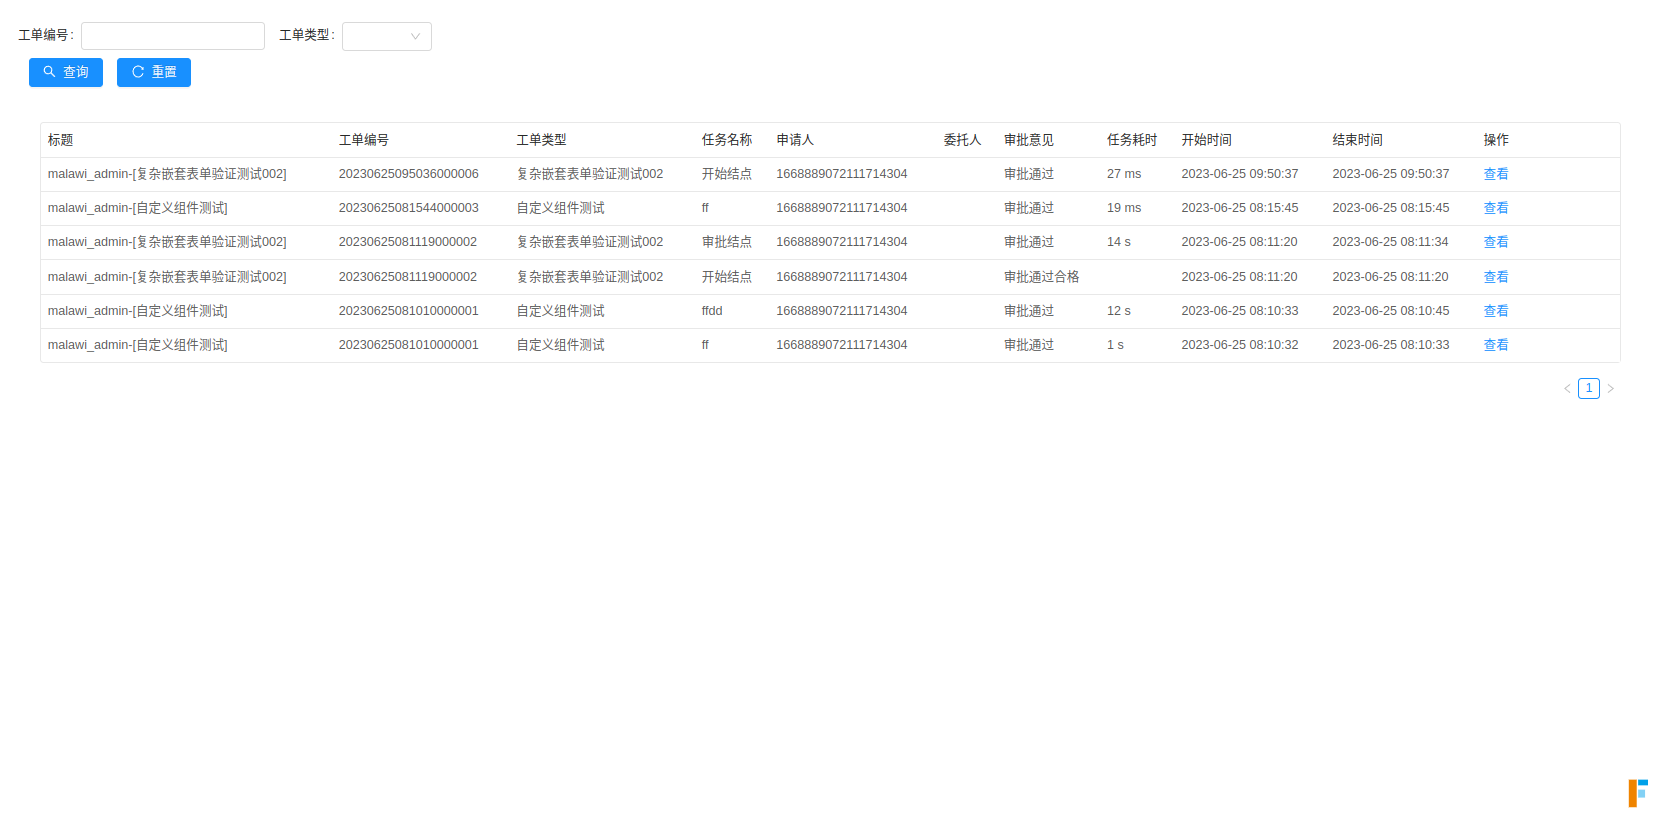 工单编号: 工单类型:
查询 重置
标题 工单编号 工单类型 任务名称 申请人 委托人 审批意见 任务耗时 开始时间 结束时间 操作
malawi_admin-[复杂嵌套表单验证测试002] 20230625095036000006 复杂嵌套表单验证测试002 开始结点 1668889072111714304 审批通过 27 ms 2023-06-25 09:50:37 2023-06-25 09:50:37 查看
malawi_admin-[自定义组件测试] 20230625081544000003 自定义组件测试 ff 1668889072111714304 审批通过 19 ms 2023-06-25 08:15:45 2023-06-25 08:15:45 查看
malawi_admin-[复杂嵌套表单验证测试002] 20230625081119000002 复杂嵌套表单验证测试002 审批结点 1668889072111714304 审批通过 14 s 2023-06-25 08:11:20 2023-06-25 08:11:34 查看
malawi_admin-[复杂嵌套表单验证测试002] 20230625081119000002 复杂嵌套表单验证测试002 开始结点 1668889072111714304 审批通过合格 2023-06-25 08:11:20 2023-06-25 08:11:20 查看
malawi_admin-[自定义组件测试] 20230625081010000001 自定义组件测试 ffdd 1668889072111714304 审批通过 12 s 2023-06-25 08:10:33 2023-06-25 08:10:45 查看
malawi_admin-[自定义组件测试] 20230625081010000001 自定义组件测试 ff 1668889072111714304 审批通过 1 s 2023-06-25 08:10:32 2023-06-25 08:10:33 查看
1